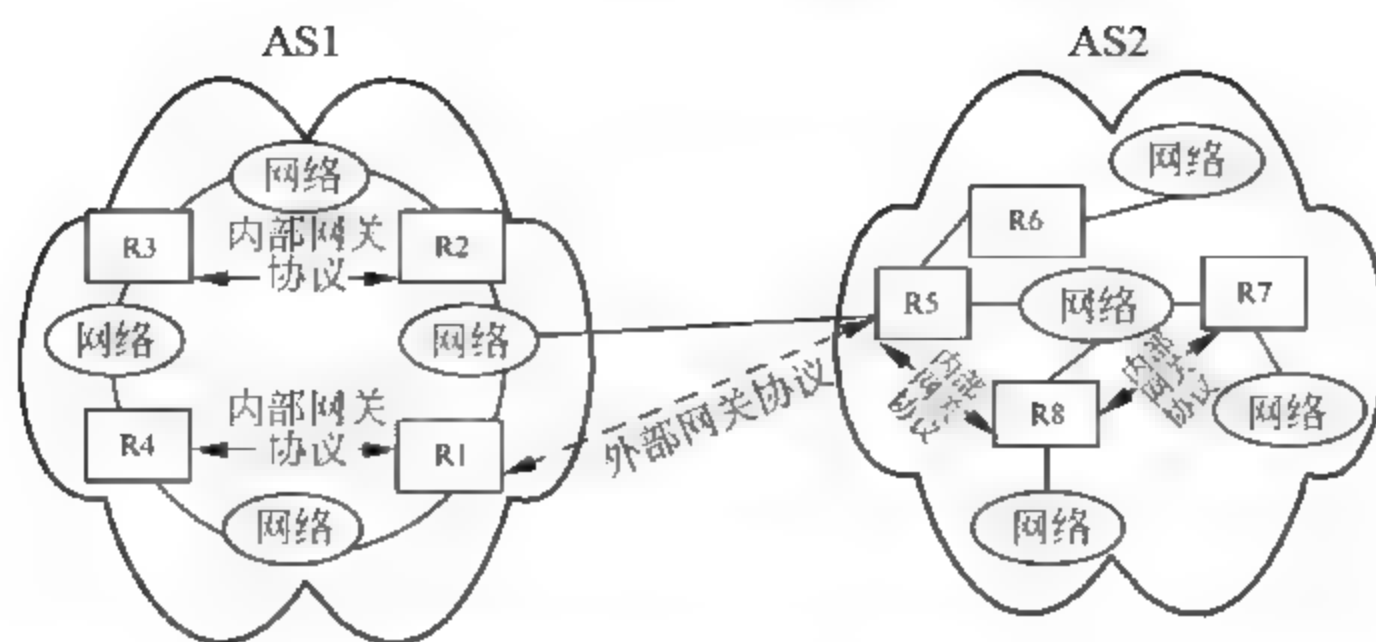 AS1
AS2
网络
网络
R3
内部网关
协议
R2
R6
网络
网络
R5
网络
R7
内部
网关
协议
内部
网关
协议
R4
内部网关
协议
R1
外部网关协议
R8
网络
网络
网络